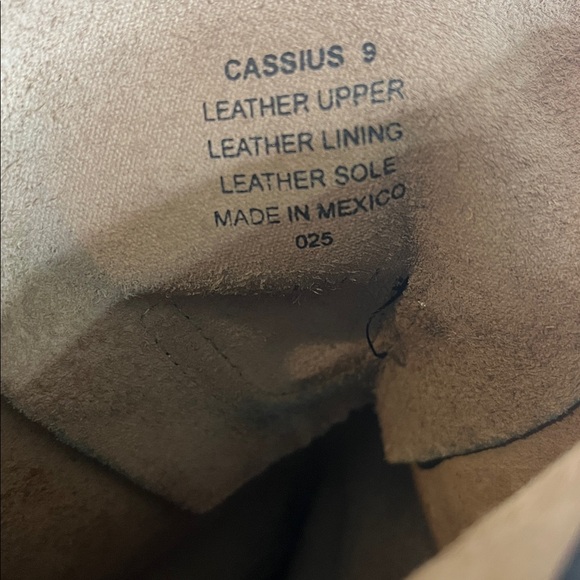 CASSIUS 9
LEATHER UPPER
LEATHER LINING
LEATHER SOLE
MADE IN MEXICO
025